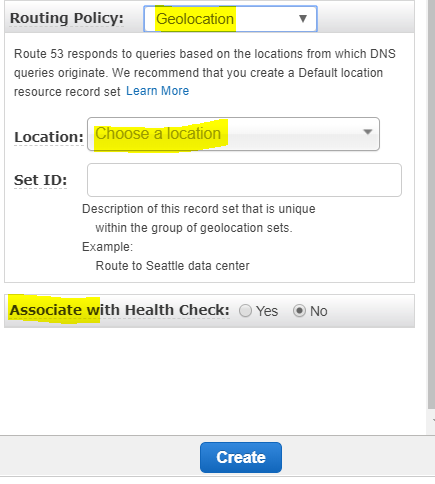 Routing Policy: Geolocation
Route 53 responds to queries based on the locations from which DNS
queries originate. We recommend that you create a Default location
resource record set Learn More
Location: Choose a location
Set ID:
Description of this record set that is unique
within the group of geolocation sets.
Example:
Route to Seattle data center
Associate with Health Check: Yes No
Create